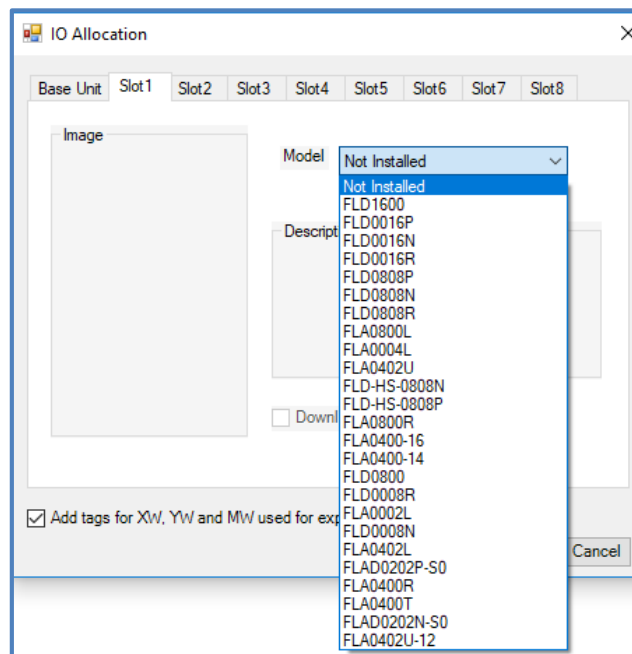 IO Allocation
Base Unit Slot1 Slot2 Slot3 Slot4 Slot5 Slot6 Slot7 Slot8
Image
Model Not Installed
Not Installed
FLD1600
FLD0016P
FLD0016N
FLD0016R
FLD0808P
FLD0808N
FLD0808R
FLA0800L
FLA0004L
FLA0402U
FLD-HS-0808N
FLD-HS-0808P
FLA0800R
FLA0400-16
FLA0400-14
FLD0800
FLD0008R
FLA0002L
FLD0008N
FLA0402L
FLAD0202P-S0
FLA0400R
FLA0400T
FLAD0202N-S0
FLA0402U-12
Descript
Downl
Add tags for XW, YW and MW used for exp
Cancel